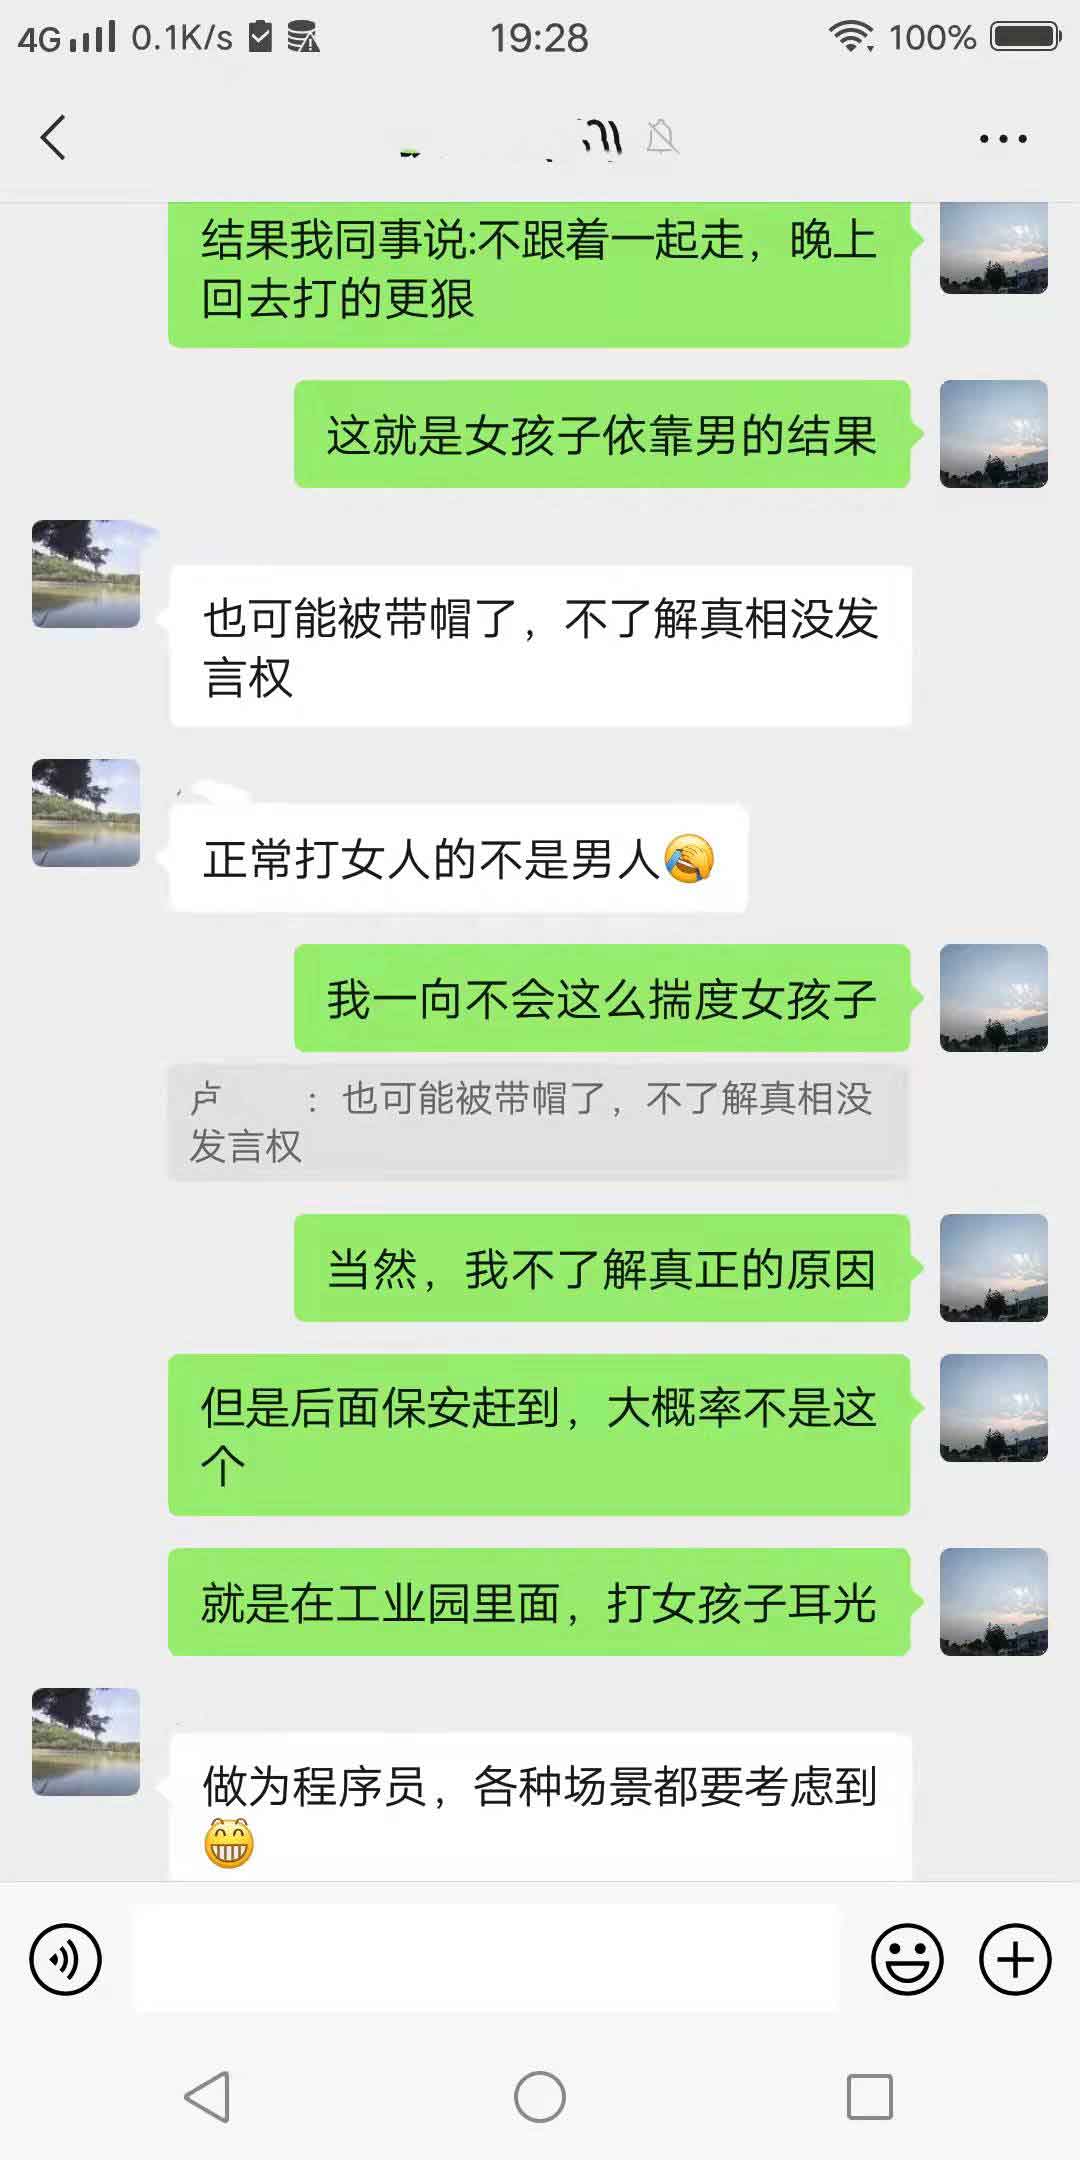 4G 0.1K/s 19:28 100%
结果我同事说:不跟着一起走，晚上
回去打的更狠
这就是女孩子依靠男的结果
也可能被带帽了，不了解真相没发
言权
正常打女人的不是男人
我一向不会这么揣度女孩子
卢 ：也可能被带帽了，不了解真相没
发言权
当然，我不了解真正的原因
但是后面保安赶到，大概率不是这
个
就是在工业园里面，打女孩子耳光
做为程序员，各种场景都要考虑到